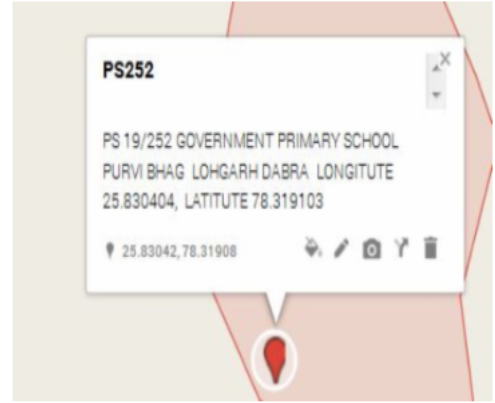 PS252
PS 19/252 GOVERNMENT PRIMARY SCHOOL
PURVI BHAG LOHGARH DABRA LONGITUTE
25.830404, LATITUTE 78.319103
25.83042,78.31908